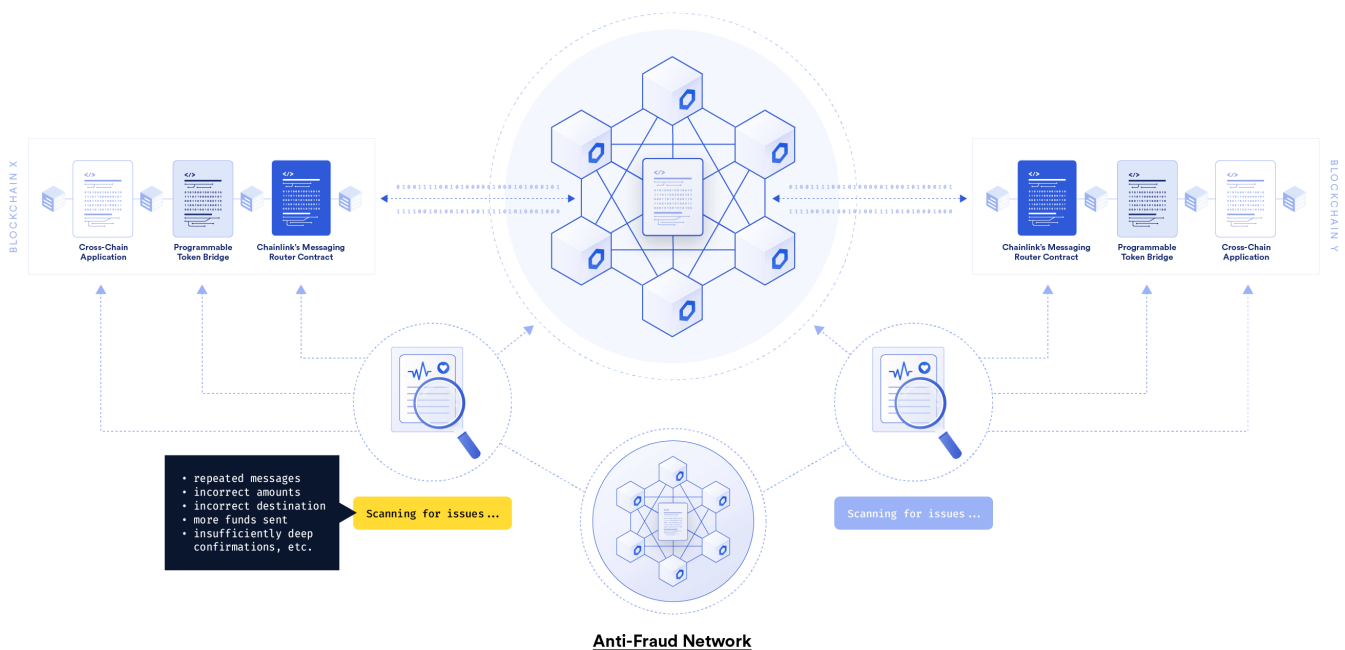 BLOCKCHAIN X
</>
</>
</>
Cross-Chain
Application
Programmable
Token Bridge
Chainlink's Messaging
Router Contract
</>
</>
</>
</>
Chainlink's Messaging
Router Contract
Programmable
Token Bridge
Cross-Chain
Application
BLOCKCHAIN Y
• repeated messages
• incorrect amounts
• incorrect destination
• more funds sent
• insufficiently deep
confirmations, etc.
Scanning for issues...
Scanning for issues...
Anti-Fraud Network